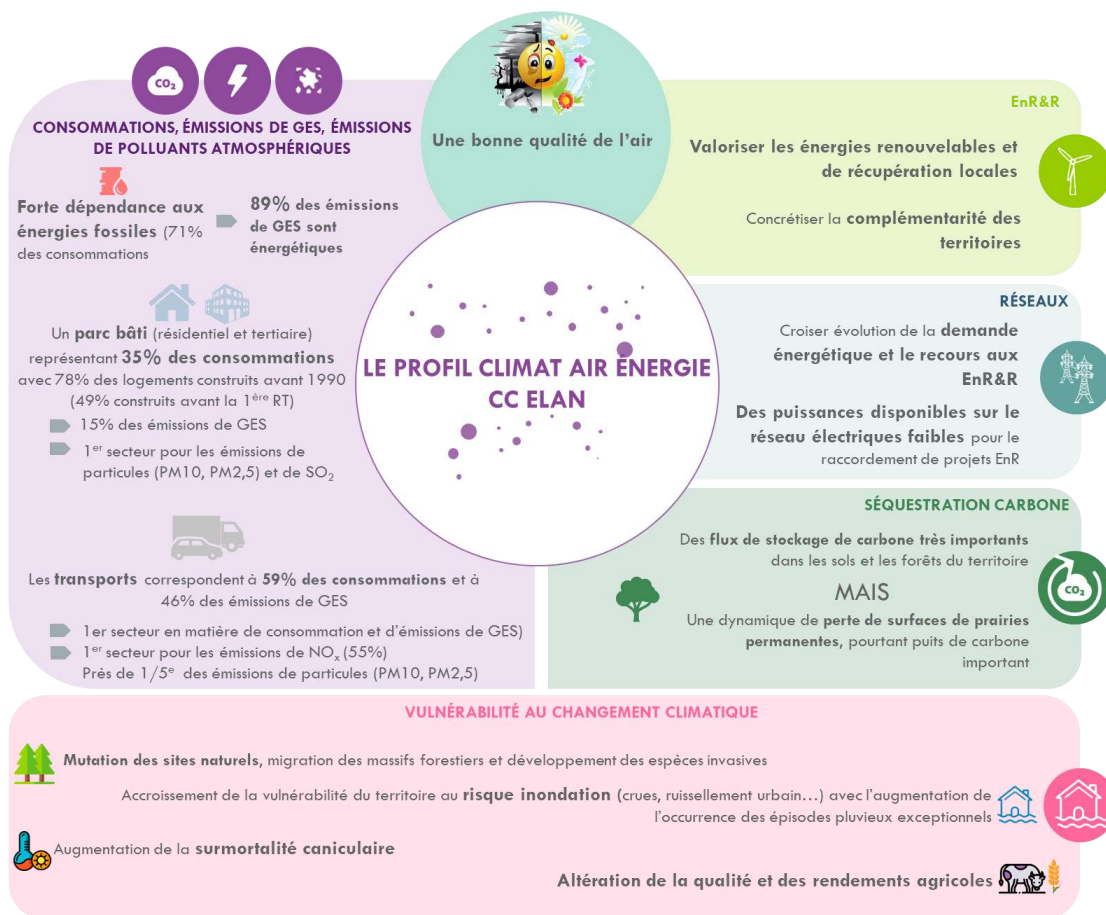 CO₂
CONSOMMATIONS, ÉMISSIONS DE GES, ÉMISSIONS
DE POLLUANTS ATMOSPHÉRIQUES
Forte dépendance aux
énergies fossiles (71%
des consommations
89% des émissions
de GES sont
énergétiques
Un parc bâti (résidentiel et tertiaire)
représentant 35% des consommations
avec 78% des logements construits avant 1990
(49% construits avant la 1ère RT)
15% des émissions de GES
1er secteur pour les émissions de
particules (PM10, PM2,5) et de SO₂
Les transports correspondent à 59% des consommations et à
46% des émissions de GES
1er secteur en matière de consommation et d'émissions de GES)
1er secteur pour les émissions de NOₓ (55%)
Près de 1/5e des émissions de particules (PM10, PM2,5)
Une bonne qualité de l'air
LE PROFIL CLIMAT AIR ÉNERGIE
CC ELAN
EnR&R
Valoriser les énergies renouvelables et
de récupération locales
Concrétiser la complémentarité des
territoires
RÉSEAUX
Croiser évolution de la demande
énergétique et le recours aux
EnR&R
Des puissances disponibles sur le
réseau électriques faibles pour le
raccordement de projets EnR
SÉQUESTRATION CARBONE
Des flux de stockage de carbone très importants
dans les sols et les forêts du territoire
MAIS
CO₂
Une dynamique de perte de surfaces de prairies
permanentes, pourtant puits de carbone
important
VULNÉRABILITÉ AU CHANGEMENT CLIMATIQUE
Mutation des sites naturels, migration des massifs forestiers et développement des espèces invasives
Accroissement de la vulnérabilité du territoire au risque inondation (crues, ruissellement urbain...) avec l'augmentation de
l'occurrence des épisodes pluvieux exceptionnels
Augmentation de la surmortalité caniculaire
Altération de la qualité et des rendements agricoles